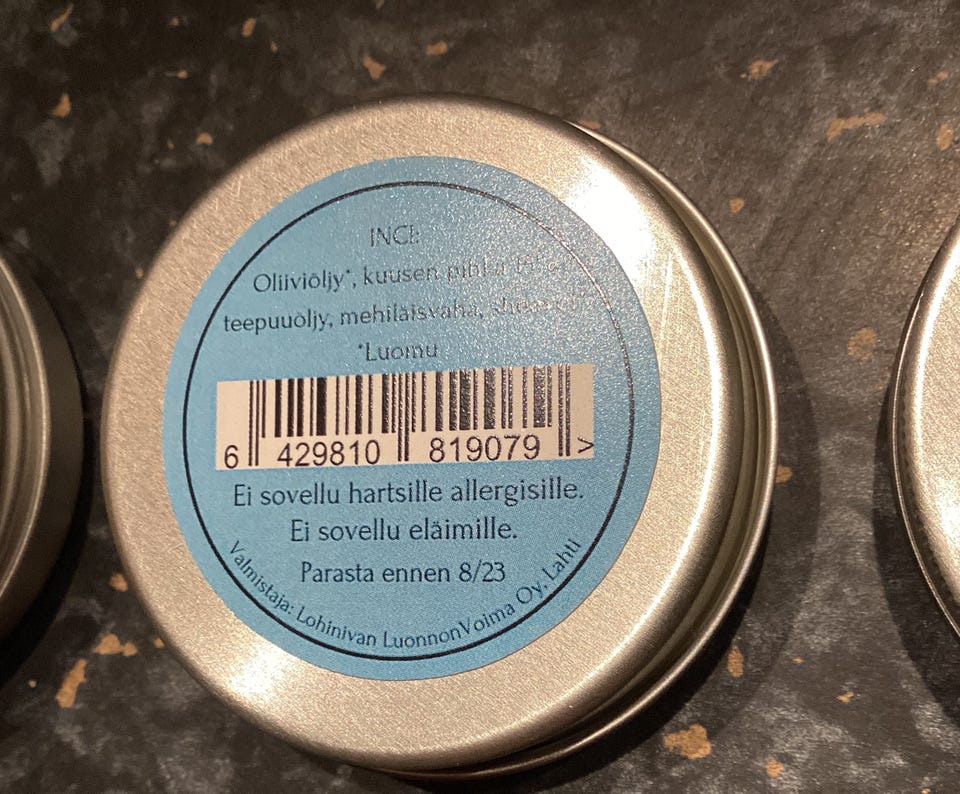 INCI:
Oliiviöljy*, kuusen pihka
teepuuöljy, mehiläisvaha,
*Luomu
6 429810 819079 >
Ei sovellu hartsille allergisille.
Ei sovellu eläimille.
Parasta ennen 8/23
Valmistaja: Lohinivan LuonnonVoima Oy, Lahti